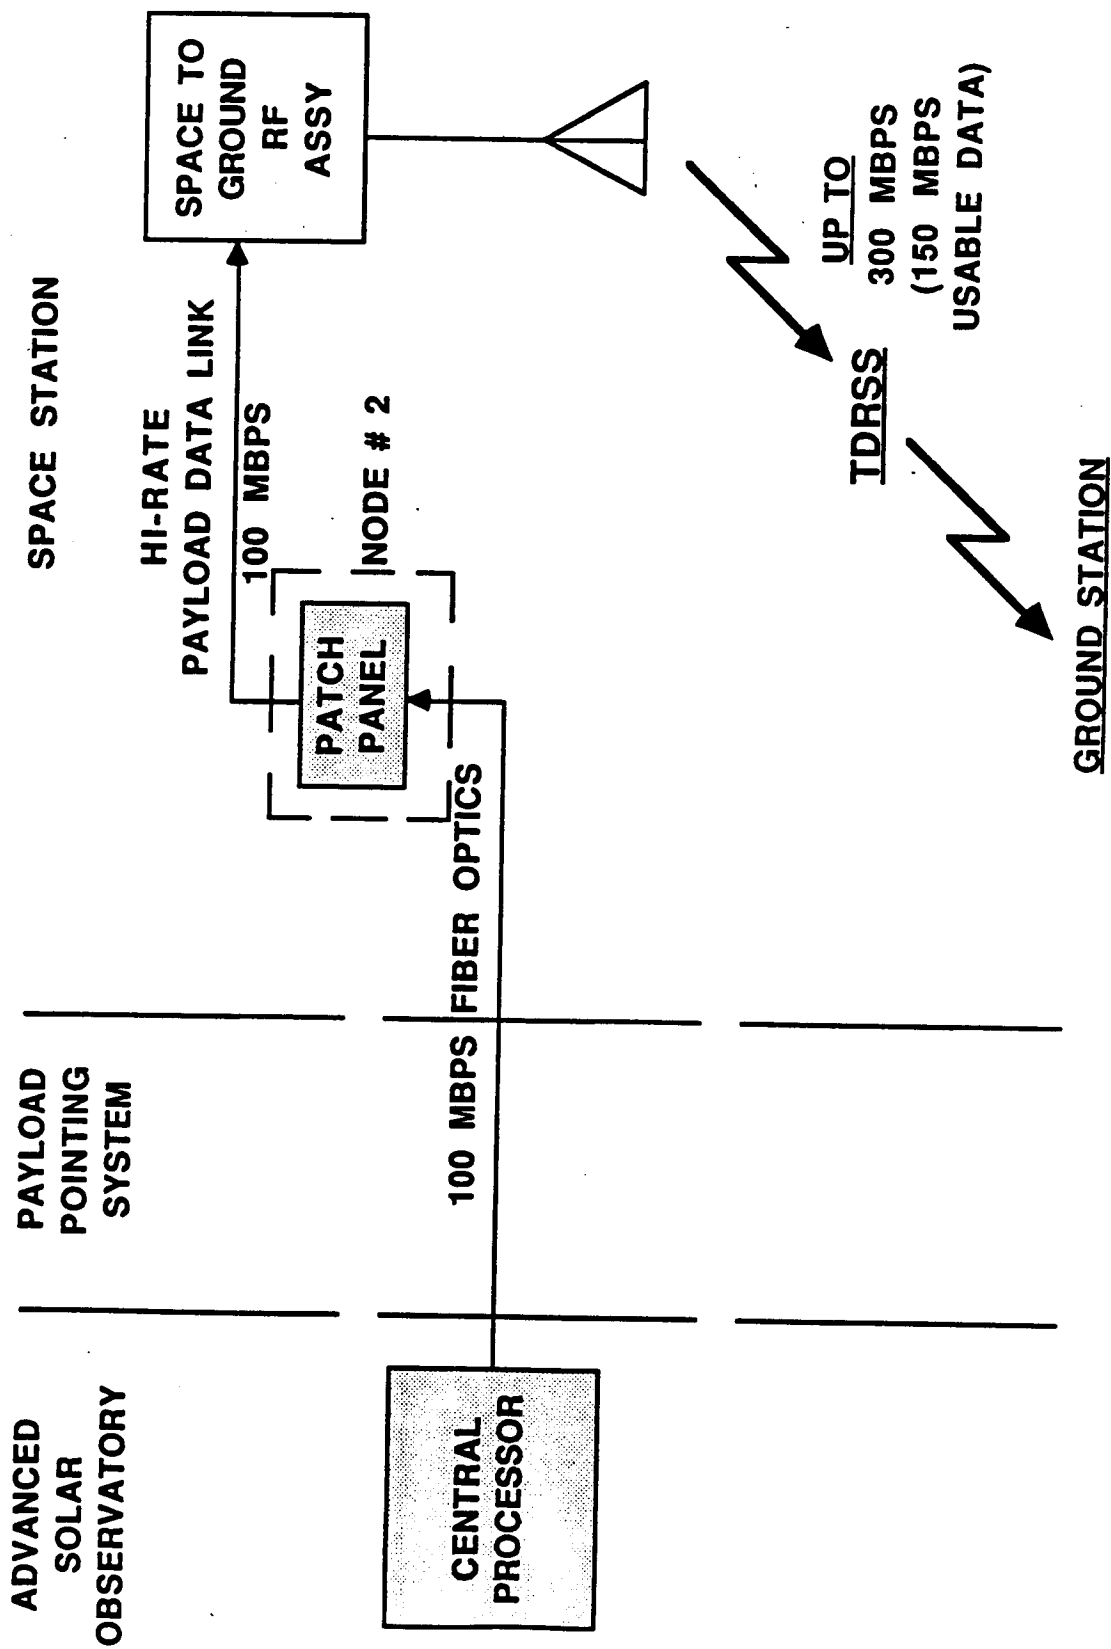 ADVANCED
SOLAR
OBSERVATORY
PAYLOAD
POINTING
SYSTEM
SPACE STATION
HI-RATE
PAYLOAD DATA LINK
100 MBPS
SPACE TO
GROUND
RF
ASSY
NODE # 2
PATCH
PANEL
100 MBPS FIBER OPTICS
CENTRAL
PROCESSOR
UP TO
300 MBPS
(150 MBPS
USABLE DATA)
TDRSS
GROUND STATION